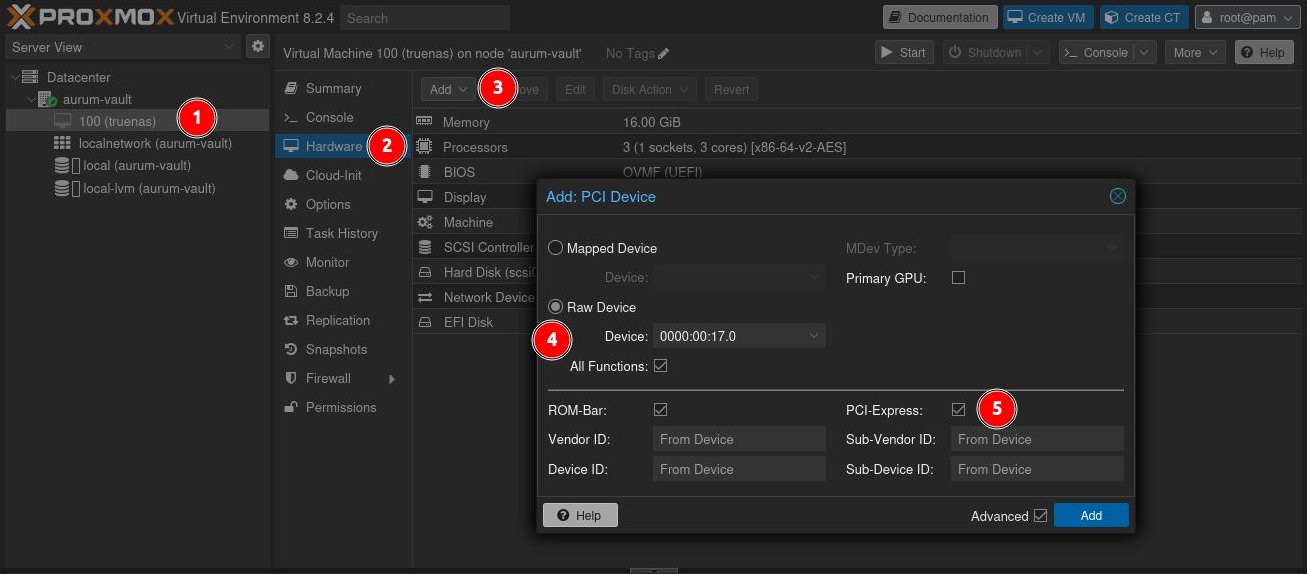 PROXMOX Virtual Environment 8.2.4 Search Documentation Create VM Create CT root@pam
Server View
Virtual Machine 100 (truenas) on node 'aurum-vault' No Tags Start Shutdown Console More Help
Datacenter
aurum-vault
100 (truenas)
1
localnetwork (aurum-vault)
local (aurum-vault)
local-lvm (aurum-vault)
Summary
Console
Hardware
2
Cloud-Init
Options
Task History
Monitor
Backup
Replication
Snapshots
Firewall
Permissions
Add 3 ove Edit Disk Action Revert
Memory 16.00 GiB
Processors 3 (1 sockets, 3 cores) [x86-64-v2-AES]
BIOS OVMF (UEFI)
Display
Machine
SCSI Controller
Hard Disk (scsi
Network Device
EFI Disk
Add: PCI Device
Mapped Device MDev Type:
Device: Primary GPU:
Raw Device
4
Device: 0000:00:17.0
All Functions:
ROM-Bar: PCI-Express: 5
Vendor ID: From Device Sub-Vendor ID: From Device
Device ID: From Device Sub-Device ID: From Device
Help Advanced Add